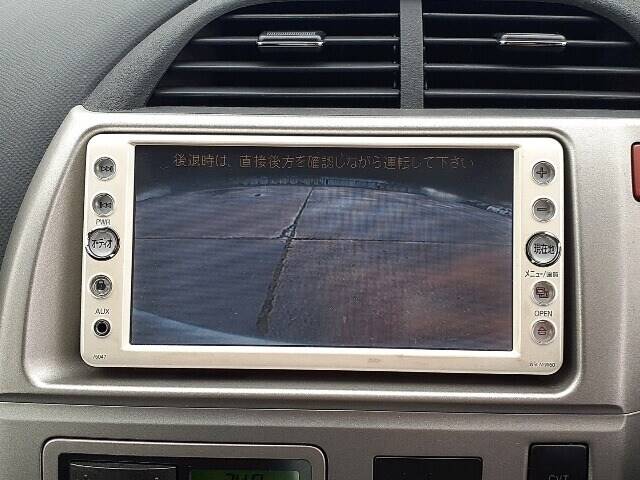 後退時は、直接後方を確認しながら運転して下さい
PWR
オーディオ
AUX
現在地
メニュー/画質
OPEN
CVT